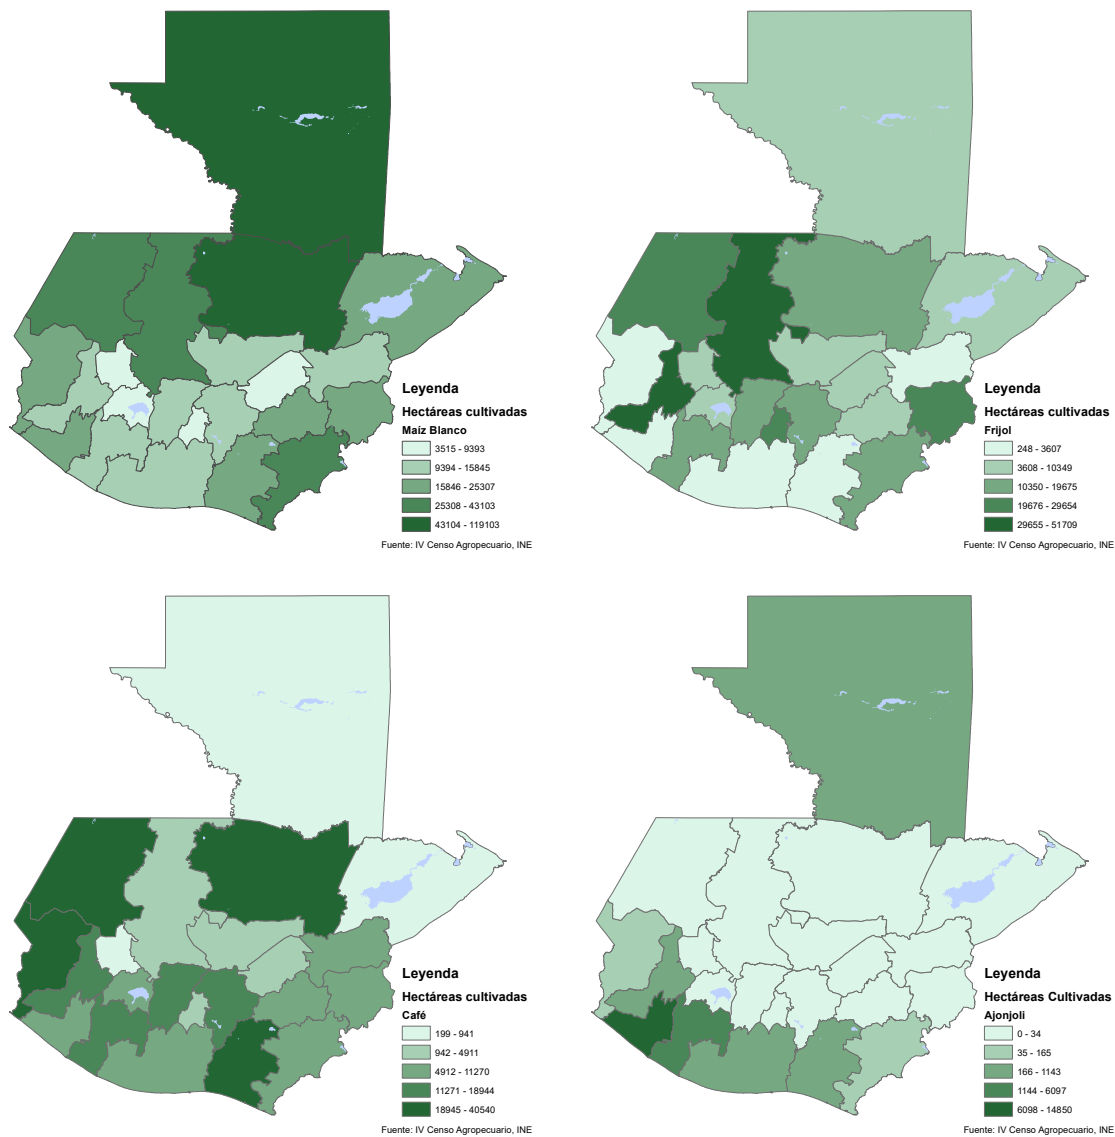 Leyenda
Hectáreas cultivadas
Maíz Blanco
3515 - 9393
9394 - 15845
15846 - 25307
25308 - 43103
43104 - 119103
Fuente: IV Censo Agropecuario, INE
Leyenda
Hectáreas cultivadas
Frijol
248 - 3607
3608 - 10349
10350 - 19675
19676 - 29654
29655 - 51709
Fuente: IV Censo Agropecuario, INE
Leyenda
Hectáreas cultivadas
Café
199 - 941
942 - 4911
4912 - 11270
11271 - 18944
18945 - 40540
Fuente: IV Censo Agropecuario, INE
Leyenda
Hectáreas Cultivadas
Ajonjoli
0 - 34
35 - 165
166 - 1143
1144 - 6097
6098 - 14850
Fuente: IV Censo Agropecuario, INE